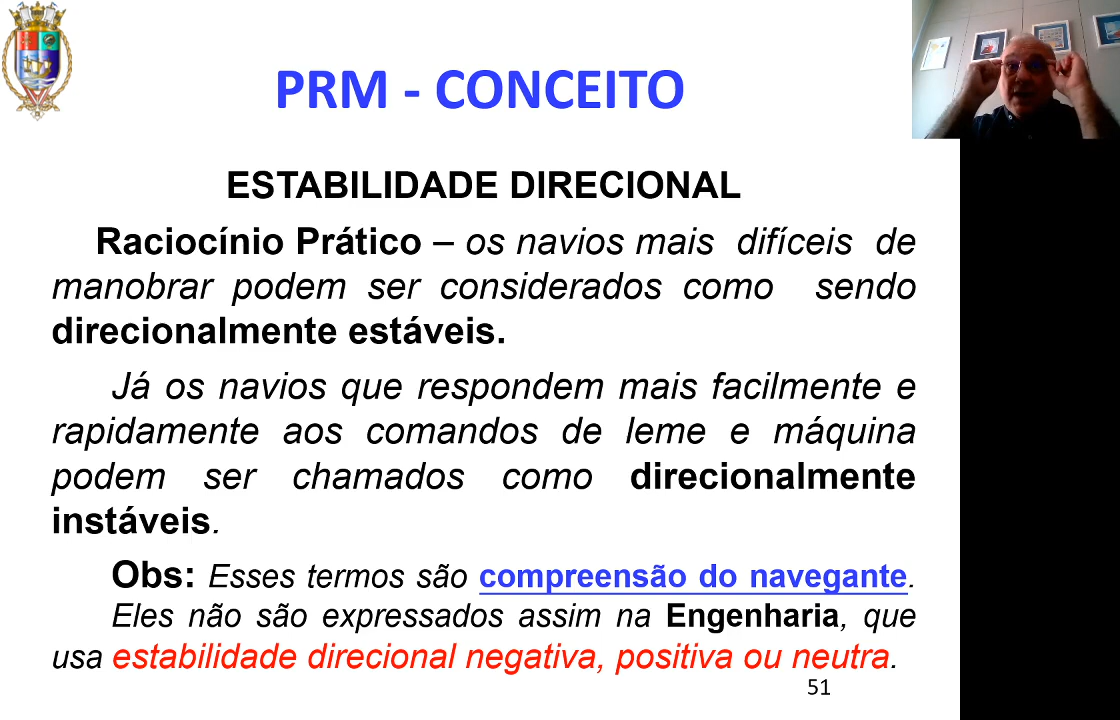 PRM - CONCEITO
ESTABILIDADE DIRECIONAL
Raciocínio Prático – os navios mais difíceis de
manobrar podem ser considerados como sendo
direcionalmente estáveis.
Já os navios que respondem mais facilmente e
rapidamente aos comandos de leme e máquina
podem ser chamados como direcionalmente
instáveis.
Obs: Esses termos são compreensão do navegante.
Eles não são expressados assim na Engenharia, que
usa estabilidade direcional negativa, positiva ou neutra.
51